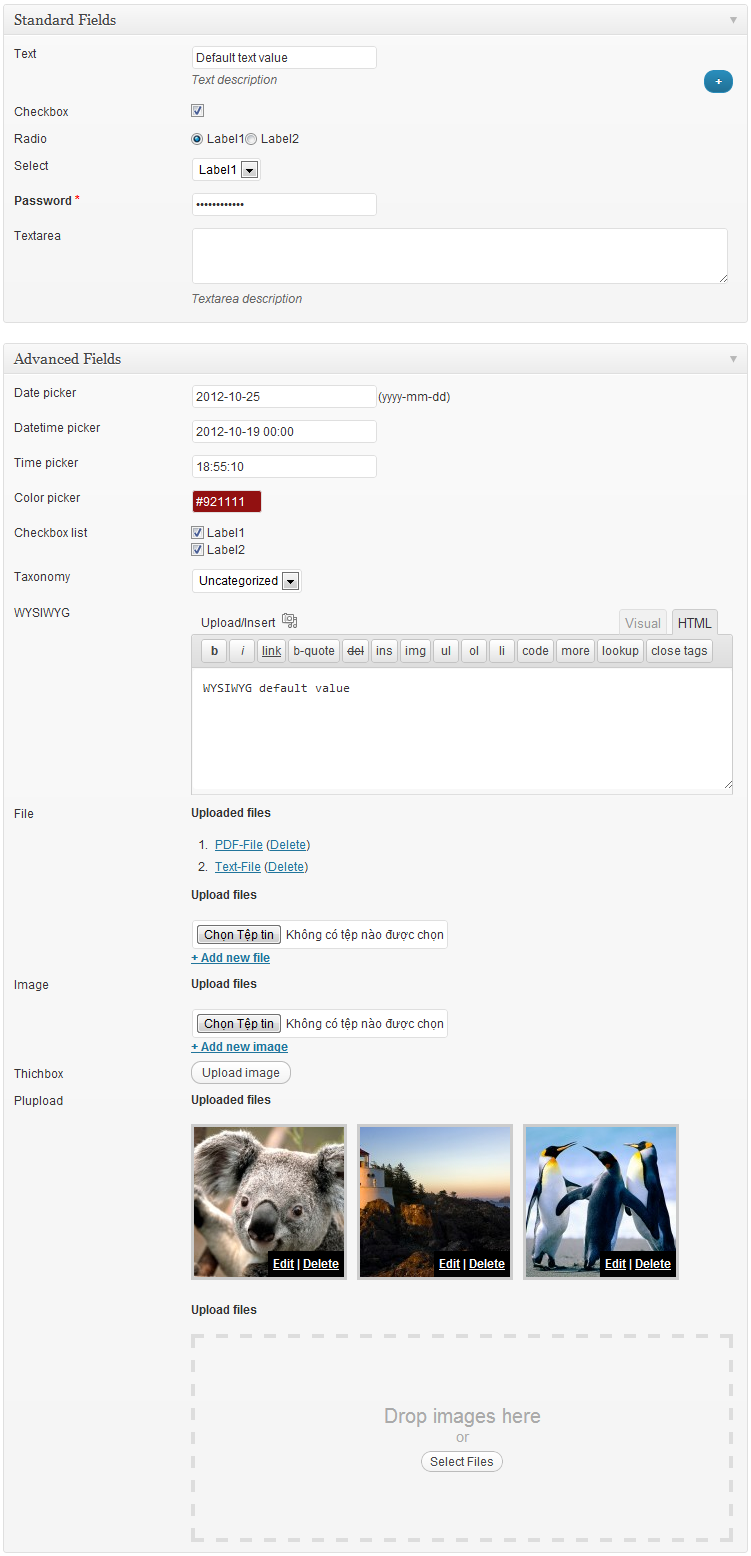 Standard Fields
Text
Default text value
Text description
+
Checkbox
Radio
Label1 Label2
Select
Label1
Password *
••••••••••••
Textarea
Textarea description
Advanced Fields
Date picker
2012-10-25 (yyyy-mm-dd)
Datetime picker
2012-10-19 00:00
Time picker
18:55:10
Color picker
#921111
Checkbox list
Label1
Label2
Taxonomy
Uncategorized
WYSIWYG
Upload/Insert
Visual HTML
b i link b-quote del ins img ul ol li code more lookup close tags
WYSIWYG default value
File
Uploaded files
1. PDF-File (Delete)
2. Text-File (Delete)
Upload files
Chọn Tệp tin Không có tệp nào được chọn
+ Add new file
Image
Upload files
Chọn Tệp tin Không có tệp nào được chọn
+ Add new image
Thichbox
Upload image
Plupload
Uploaded files
Edit | Delete
Edit | Delete
Edit | Delete
Upload files
Drop images here
or
Select Files